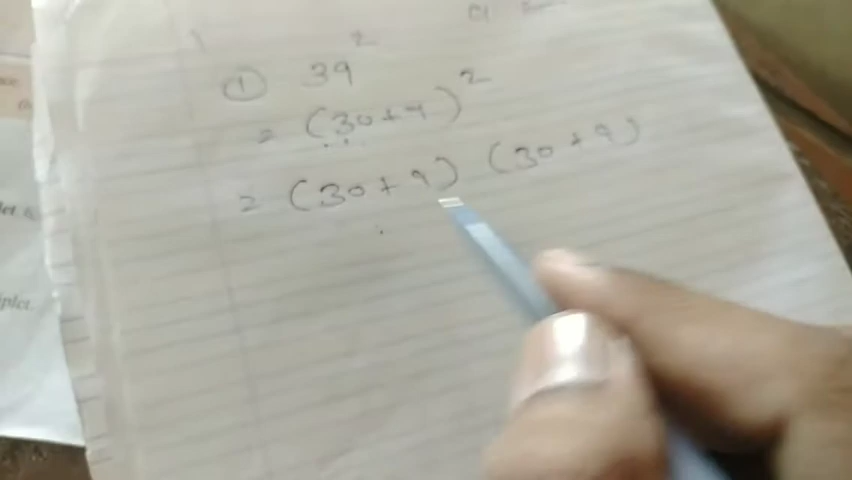 ① 39²
= (30+9)²
= (30+9) (30+9)